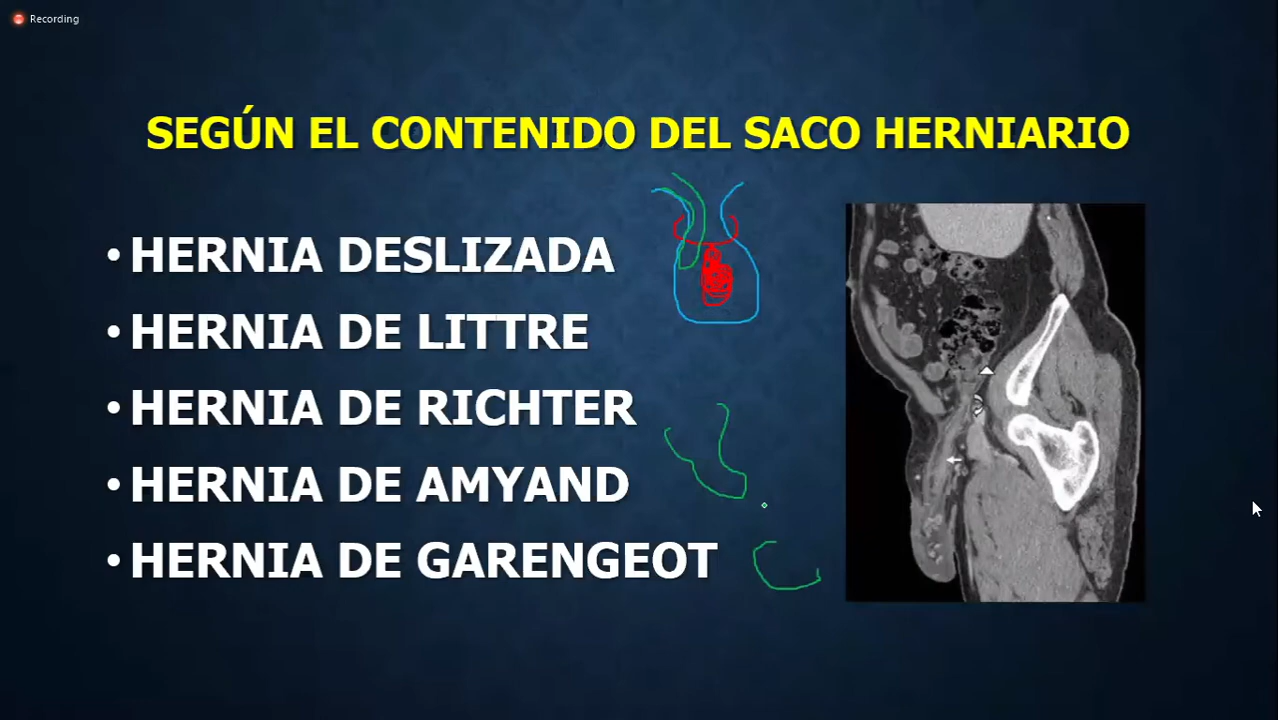 Recording
SEGÚN EL CONTENIDO DEL SACO HERNIARIO
• HERNIA DESLIZADA
• HERNIA DE LITTRE
• HERNIA DE RICHTER
• HERNIA DE AMYAND
• HERNIA DE GARENGEOT